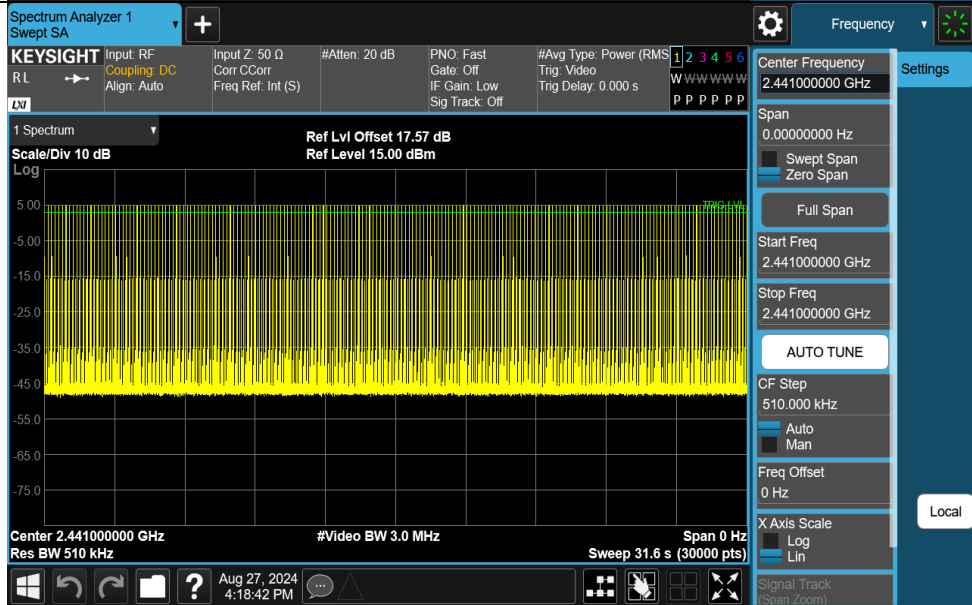 Spectrum Analyzer 1
Swept SA
+
Frequency
KEYSIGHT
RL
LXI
Input: RF
Coupling: DC
Align: Auto
Input Z: 50 Ω
Corr CCorr
Freq Ref: Int (S)
#Atten: 20 dB
PNO: Fast
Gate: Off
IF Gain: Low
Sig Track: Off
#Avg Type: Power (RMS
Trig: Video
Trig Delay: 0.000 s
1 2 3 4 5 6
W W W W W W
P P P P P P
1 Spectrum
Scale/Div 10 dB
Log
Ref Lvl Offset 17.57 dB
Ref Level 15.00 dBm
TRIG LVL
5.00
-5.00
-15.0
-25.0
-35.0
-45.0
-55.0
-65.0
-75.0
Center 2.441000000 GHz
Res BW 510 kHz
#Video BW 3.0 MHz
Span 0 Hz
Sweep 31.6 s (30000 pts)
Aug 27, 2024
4:18:42 PM
?
Center Frequency
2.441000000 GHz
Settings
Span
0.00000000 Hz
Swept Span
Zero Span
Full Span
Start Freq
2.441000000 GHz
Stop Freq
2.441000000 GHz
AUTO TUNE
CF Step
510.000 kHz
Auto
Man
Freq Offset
0 Hz
X Axis Scale
Log
Lin
Local
Signal Track
(Span Zoom)